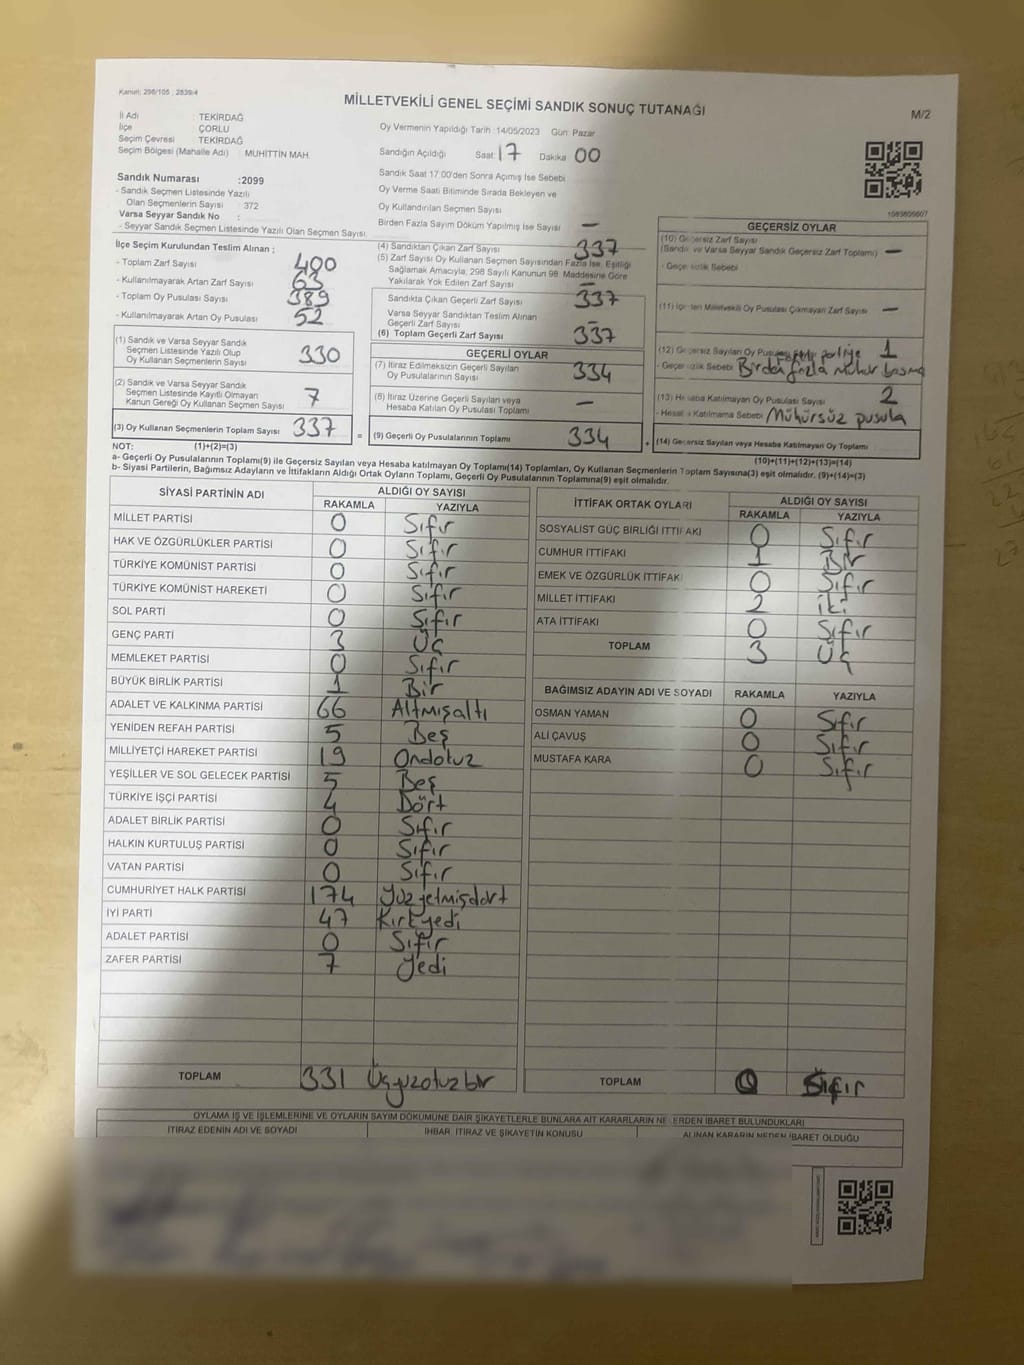 Kanun: 298/105 , 2839/4
MİLLETVEKİLİ GENEL SEÇİMİ SANDIK SONUÇ TUTANAĞI
M/2
İl Adı : TEKİRDAĞ
İlçe : ÇORLU
Seçim Çevresi : TEKİRDAĞ
Seçim Bölgesi (Mahalle Adı) : MUHİTTİN MAH.
Sandık Numarası :2099
- Sandık Seçmen Listesinde Yazılı
Olan Seçmenlerin Sayısı 372
Varsa Seyyar Sandık No :
- Seyyar Sandık Seçmen Listesinde Yazılı Olan Seçmen Sayısı:
Oy Vermenin Yapıldığı Tarih :14/05/2023 Gün: Pazar
Sandığın Açıldığı Saat: 17 Dakika 00
Sandık Saat 17.00'den Sonra Açılmış İse Sebebi
Oy Verme Saati Bitiminde Sırada Bekleyen ve
Oy Kullandırılan Seçmen Sayısı
Birden Fazla Sayım Döküm Yapılmış İse Sayısı —
İlçe Seçim Kurulundan Teslim Alınan ;
- Toplam Zarf Sayısı 400
- Kullanılmayarak Artan Zarf Sayısı 63
- Toplam Oy Pusulası Sayısı 389
- Kullanılmayarak Artan Oy Pusulası 52
(1) Sandık ve Varsa Seyyar Sandık
Seçmen Listesinde Yazılı Olup
Oy Kullanan Seçmenlerin Sayısı 330
(2) Sandık ve Varsa Seyyar Sandık
Seçmen Listesinde Kayıtlı Olmayan
Kanun Gereği Oy Kullanan Seçmen Sayısı 7
(3) Oy Kullanan Seçmenlerin Toplam Sayısı 337
(4) Sandıktan Çıkan Zarf Sayısı 337
(5) Zarf Sayısı Oy Kullanan Seçmen Sayısından Fazla İse, Eşitliği
Sağlamak Amacıyla, 298 Sayılı Kanunun 98. Maddesine Göre
Yakılarak Yok Edilen Zarf Sayısı —
Sandıkta Çıkan Geçerli Zarf Sayısı 337
Varsa Seyyar Sandıktan Teslim Alınan
Geçerli Zarf Sayısı —
(6) Toplam Geçerli Zarf Sayısı 337
GEÇERLİ OYLAR
(7) İtiraz Edilmeksizin Geçerli Sayılan
Oy Pusulalarının Sayısı 334
(8) İtiraz Üzerine Geçerli Sayılan veya
Hesaba Katılan Oy Pusulası Toplamı —
= (9) Geçerli Oy Pusulalarının Toplamı 334
1093809807
GEÇERSİZ OYLAR
(10) Geçersiz Zarf Sayısı
(Sandık ve Varsa Seyyar Sandık Geçersiz Zarf Toplamı) —
- Geçersizlik Sebebi
(11) İçinden Milletvekili Oy Pusulası Çıkmayan Zarf Sayısı —
(12) Geçersiz Sayılan Oy Pusulası Sayısı 1
- Geçersizlik Sebebi Birden fazla partiye mühür basma
(13) Hesaba Katılmayan Oy Pusulası Sayısı 2
- Hesaba Katılmama Sebebi Mühürsüz pusula
+ (14) Geçersiz Sayılan veya Hesaba Katılmayan Oy Toplamı
NOT: (1)+(2)=(3)
(10)+(11)+(12)+(13)=(14)
a- Geçerli Oy Pusulalarının Toplamı(9) ile Geçersiz Sayılan veya Hesaba katılmayan Oy Toplamı(14) Toplamları, Oy Kullanan Seçmenlerin Toplam Sayısına(3) eşit olmalıdır. (9)+(14)=(3)
b- Siyasi Partilerin, Bağımsız Adayların ve İttifakların Aldığı Ortak Oyların Toplamı, Geçerli Oy Pusulalarının Toplamına(9) eşit olmalıdır.
SİYASİ PARTİNİN ADI ALDIĞI OY SAYISI
RAKAMLA YAZIYLA
MİLLET PARTİSİ 0 Sıfır
HAK VE ÖZGÜRLÜKLER PARTİSİ 0 Sıfır
TÜRKİYE KOMÜNİST PARTİSİ 0 Sıfır
TÜRKİYE KOMÜNİST HAREKETİ 0 Sıfır
SOL PARTİ 0 Sıfır
GENÇ PARTİ 3 Üç
MEMLEKET PARTİSİ 0 Sıfır
BÜYÜK BİRLİK PARTİSİ 1 Bir
ADALET VE KALKINMA PARTİSİ 66 Altmışaltı
YENİDEN REFAH PARTİSİ 5 Beş
MİLLİYETÇİ HAREKET PARTİSİ 19 Ondokuz
YEŞİLLER VE SOL GELECEK PARTİSİ 5 Beş
TÜRKİYE İŞÇİ PARTİSİ 4 Dört
ADALET BİRLİK PARTİSİ 0 Sıfır
HALKIN KURTULUŞ PARTİSİ 0 Sıfır
VATAN PARTİSİ 0 Sıfır
CUMHURİYET HALK PARTİSİ 174 Yüzyetmişdört
İYİ PARTİ 47 Kırkyedi
ADALET PARTİSİ 0 Sıfır
ZAFER PARTİSİ 7 Yedi
TOPLAM 331 Üçyüzotuzbir
İTTİFAK ORTAK OYLARI ALDIĞI OY SAYISI
RAKAMLA YAZIYLA
SOSYALİST GÜÇ BİRLİĞİ İTTİFAKI 0 Sıfır
CUMHUR İTTİFAKI 1 Bir
EMEK VE ÖZGÜRLÜK İTTİFAKI 0 Sıfır
MİLLET İTTİFAKI 2 İki
ATA İTTİFAKI 0 Sıfır
TOPLAM 3 Üç
BAĞIMSIZ ADAYIN ADI VE SOYADI RAKAMLA YAZIYLA
OSMAN YAMAN 0 Sıfır
ALİ ÇAVUŞ 0 Sıfır
MUSTAFA KARA 0 Sıfır
TOPLAM 0 Sıfır
OYLAMA İŞ VE İŞLEMLERİNE VE OYLARIN SAYIM DÖKÜMÜNE DAİR ŞİKAYETLERLE BUNLARA AİT KARARLARIN NELERDEN İBARET BULUNDUKLARI
İTİRAZ EDENİN ADI VE SOYADI İHBAR, İTİRAZ VE ŞİKAYETİN KONUSU ALINAN KARARIN NEDEN İBARET OLDUĞU